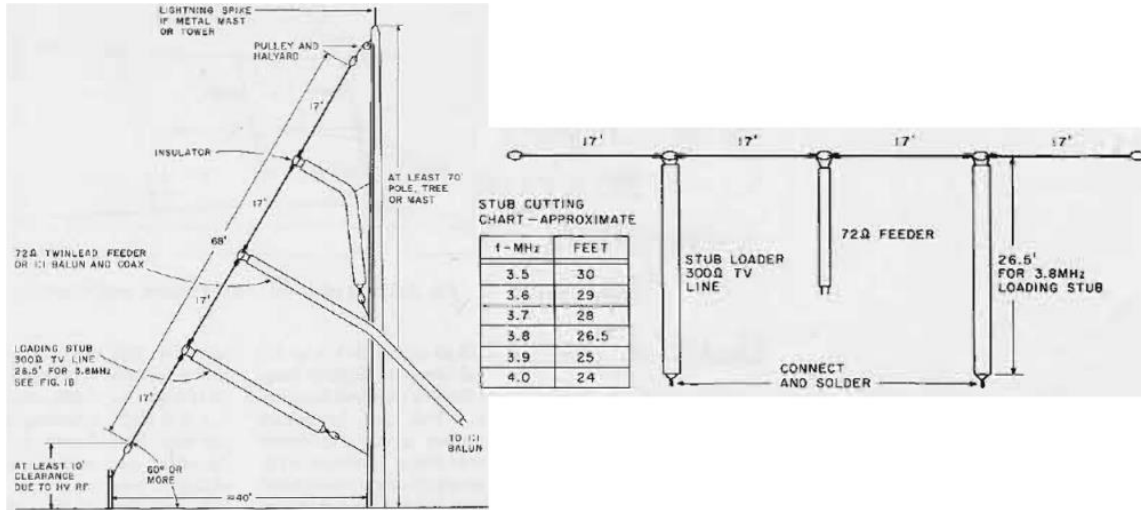 LIGHTNING SPIKE
IF METAL MAST
OR TOWER
PULLEY AND
HALYARD
17'
INSULATOR
AT LEAST 70'
POLE, TREE
OR MAST
17'
68'
72Ω TWINLEAD FEEDER
OR 1:1 BALUN AND COAX
17'
LOADING STUB
300Ω TV LINE
26.5' FOR 3.8MHz
SEE FIG. 1B
17'
TO 1:1
BALUN
AT LEAST 10'
CLEARANCE
DUE TO HV RF
60° OR
MORE
≈40'
17' 17' 17' 17'
STUB CUTTING
CHART—APPROXIMATE
f-MHz FEET
3.5 30
3.6 29
3.7 28
3.8 26.5
3.9 25
4.0 24
STUB LOADER
300Ω TV
LINE
72Ω FEEDER
26.5'
FOR 3.8MHz
LOADING STUB
CONNECT
AND SOLDER